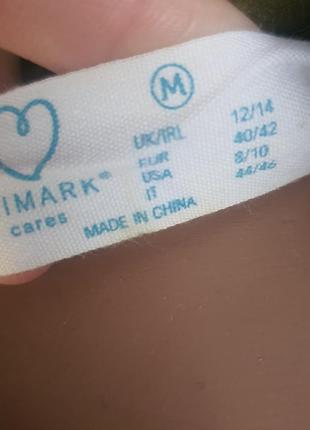 M
UK/IRL 12/14
EUR 40/42
USA 8/10
IT 44/46
IMARK®
cares
MADE IN CHINA